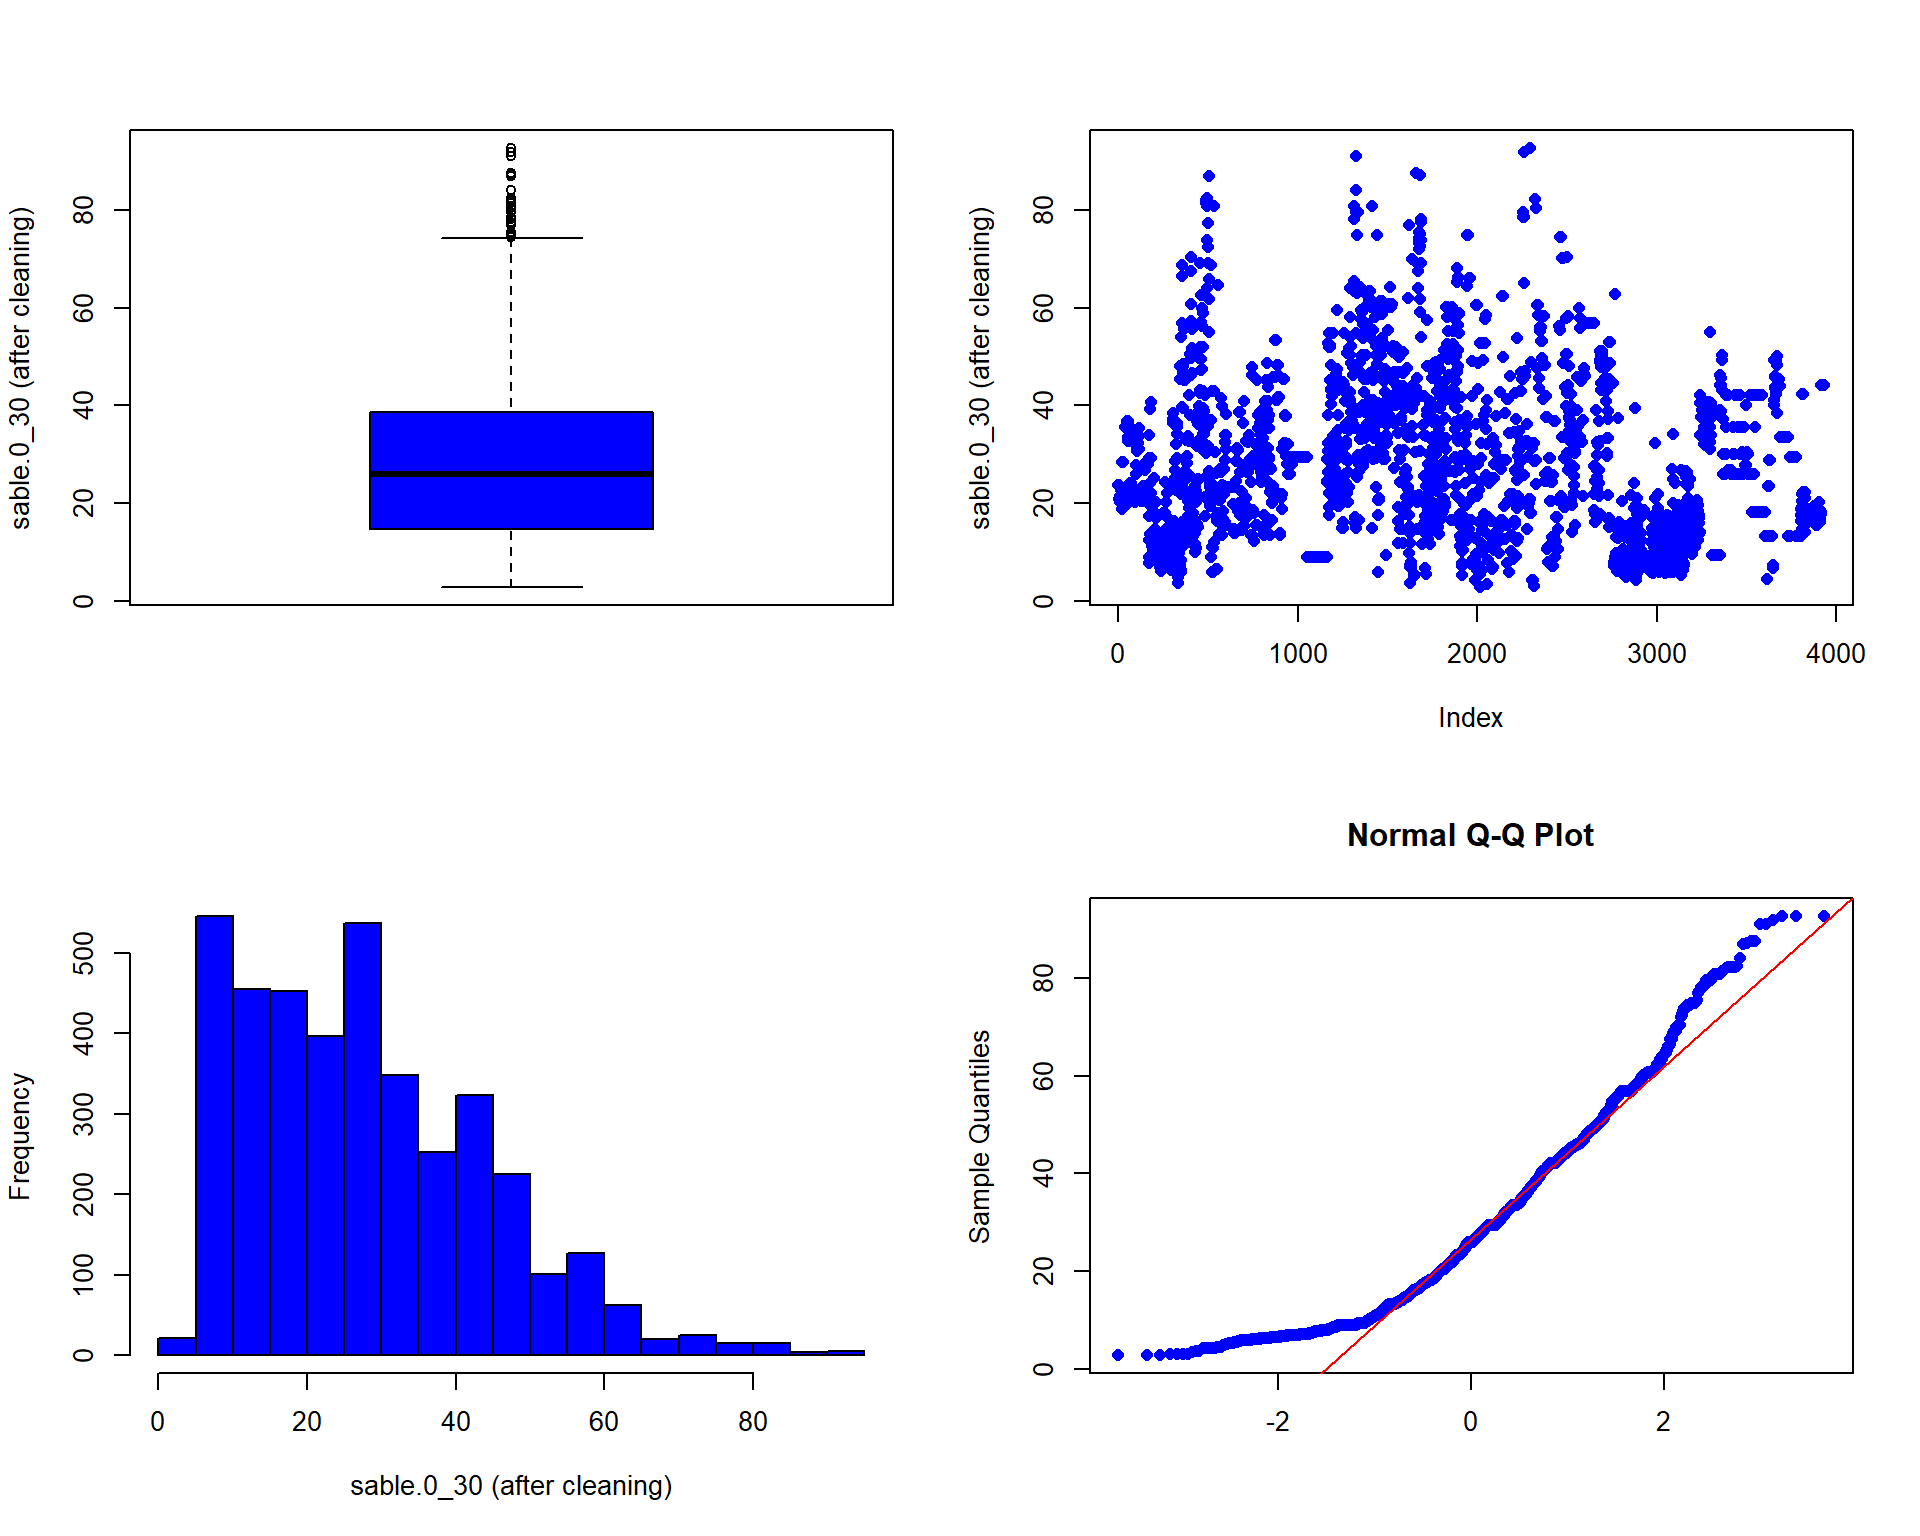 sable.0_30 (after cleaning)
0 20 40 60 80
sable.0_30 (after cleaning)
0 20 40 60 80
0 1000 2000 3000 4000
Index
Frequency
0 100 200 300 400 500
0 20 40 60 80
sable.0_30 (after cleaning)
Normal Q-Q Plot
Sample Quantiles
0 20 40 60 80
-2 0 2